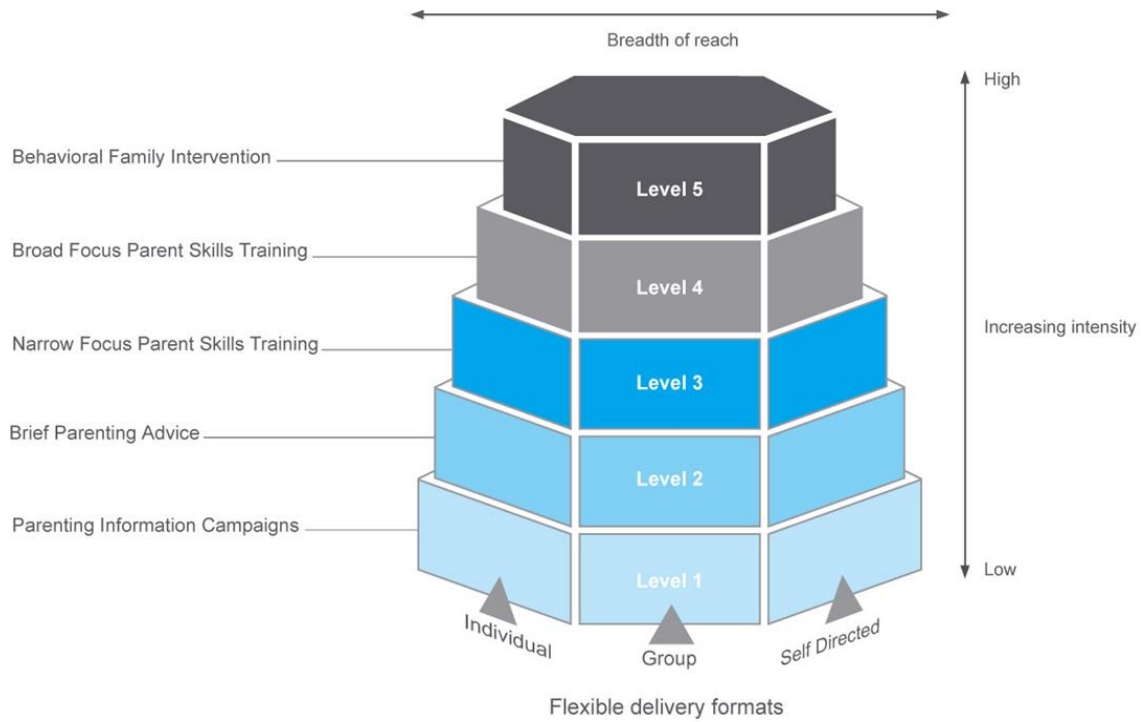 Breadth of reach
High
Behavioral Family Intervention
Level 5
Broad Focus Parent Skills Training
Level 4
Increasing intensity
Narrow Focus Parent Skills Training
Level 3
Brief Parenting Advice
Level 2
Parenting Information Campaigns
Level 1
Low
Individual
Group
Self Directed
Flexible delivery formats